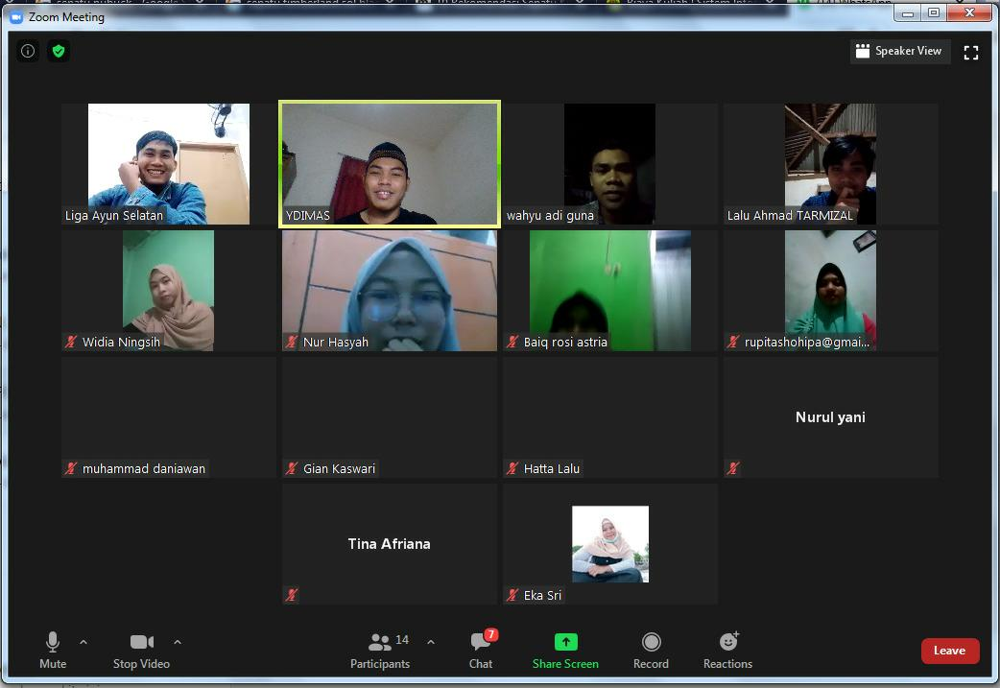 Zoom Meeting
Speaker View
Liga Ayun Selatan
YDIMAS
wahyu adi guna
Lalu Ahmad TARMIZAL
Widia Ningsih
Nur Hasyah
Baiq rosi astria
rupitashohipa@gmai...
muhammad daniawan
Gian Kaswari
Hatta Lalu
Nurul yani
Tina Afriana
Eka Sri
14
7
Mute
Stop Video
Participants
Chat
Share Screen
Record
Reactions
Leave